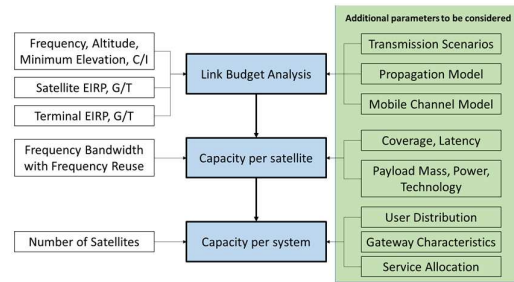 Additional parameters to be considered
Frequency, Altitude,
Minimum Elevation, C/I
Satellite EIRP, G/T
Terminal EIRP, G/T
Link Budget Analysis
Transmission Scenarios
Propagation Model
Mobile Channel Model
Frequency Bandwidth
with Frequency Reuse
Capacity per satellite
Coverage, Latency
Payload Mass, Power,
Technology
Number of Satellites
Capacity per system
User Distribution
Gateway Characteristics
Service Allocation